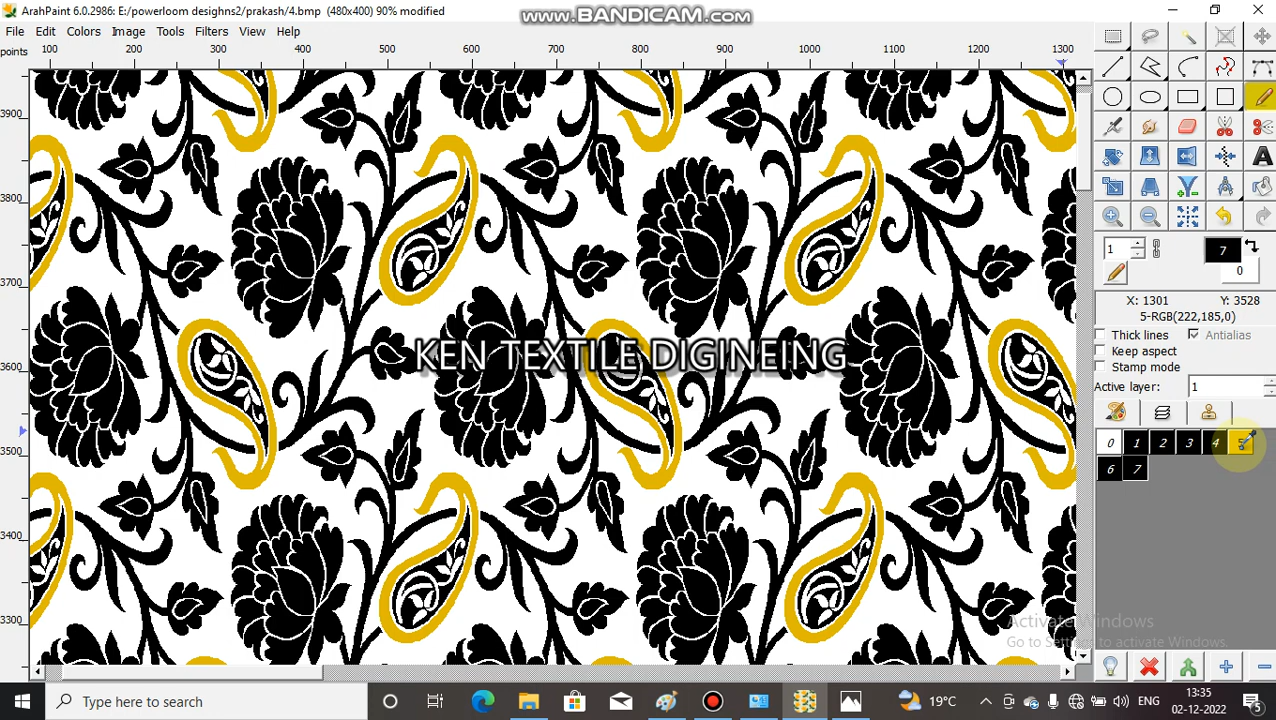 ArahPaint 6.0.2986: E:/powerloom desighns2/prakash/4.bmp (480x400) 90% modified
www.BANDICAM.com
File Edit Colors Image Tools Filters View Help
points 100 200 300 400 500 600 700 800 900 1000 1100 1200 1300
3900
3800
3700
3600
3500
3400
3300
KEN TEXTILE DIGINEING
A
1 7
0
X: 1301 Y: 3528
5-RGB(222,185,0)
Thick lines Antialias
Keep aspect
Stamp mode
Active layer: 1
0 1 2 3 4
6 7
Activate Windows
Go to Settings to activate Windows.
Type here to search
19°C ENG 13:35
02-12-2022 5